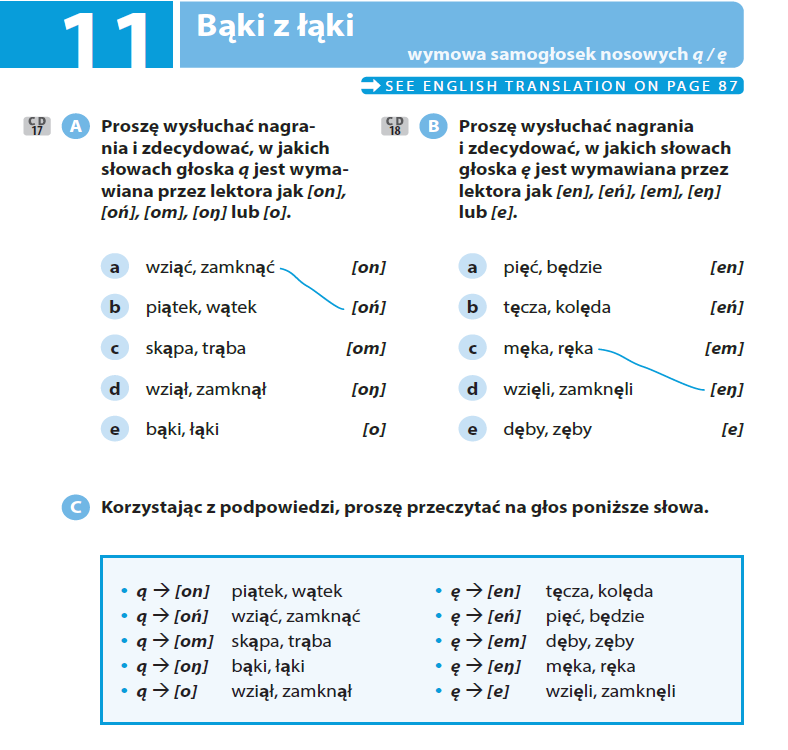 11
Bąki z łąki
wymowa samogłosek nosowych ą / ę
SEE ENGLISH TRANSLATION ON PAGE 87
CD 17
A
Proszę wysłuchać nagra-
nia i zdecydować, w jakich
słowach głoska ą jest wyma-
wiana przez lektora jak [on],
[oń], [om], [oŋ] lub [o].
a wziąć, zamknąć [on]
b piątek, wątek [oń]
c skąpa, trąba [om]
d wziął, zamknął [oŋ]
e bąki, łąki [o]
CD 18
B
Proszę wysłuchać nagrania
i zdecydować, w jakich słowach
głoska ę jest wymawiana przez
lektora jak [en], [eń], [em], [eŋ]
lub [e].
a pięć, będzie [en]
b tęcza, kolęda [eń]
c męka, ręka [em]
d wzięli, zamknęli [eŋ]
e dęby, zęby [e]
C Korzystając z podpowiedzi, proszę przeczytać na głos poniższe słowa.
• ą → [on] piątek, wątek
• ą → [oń] wziąć, zamknąć
• ą → [om] skąpa, trąba
• ą → [oŋ] bąki, łąki
• ą → [o] wziął, zamknął
• ę → [en] tęcza, kolęda
• ę → [eń] pięć, będzie
• ę → [em] dęby, zęby
• ę → [eŋ] męka, ręka
• ę → [e] wzięli, zamknęli